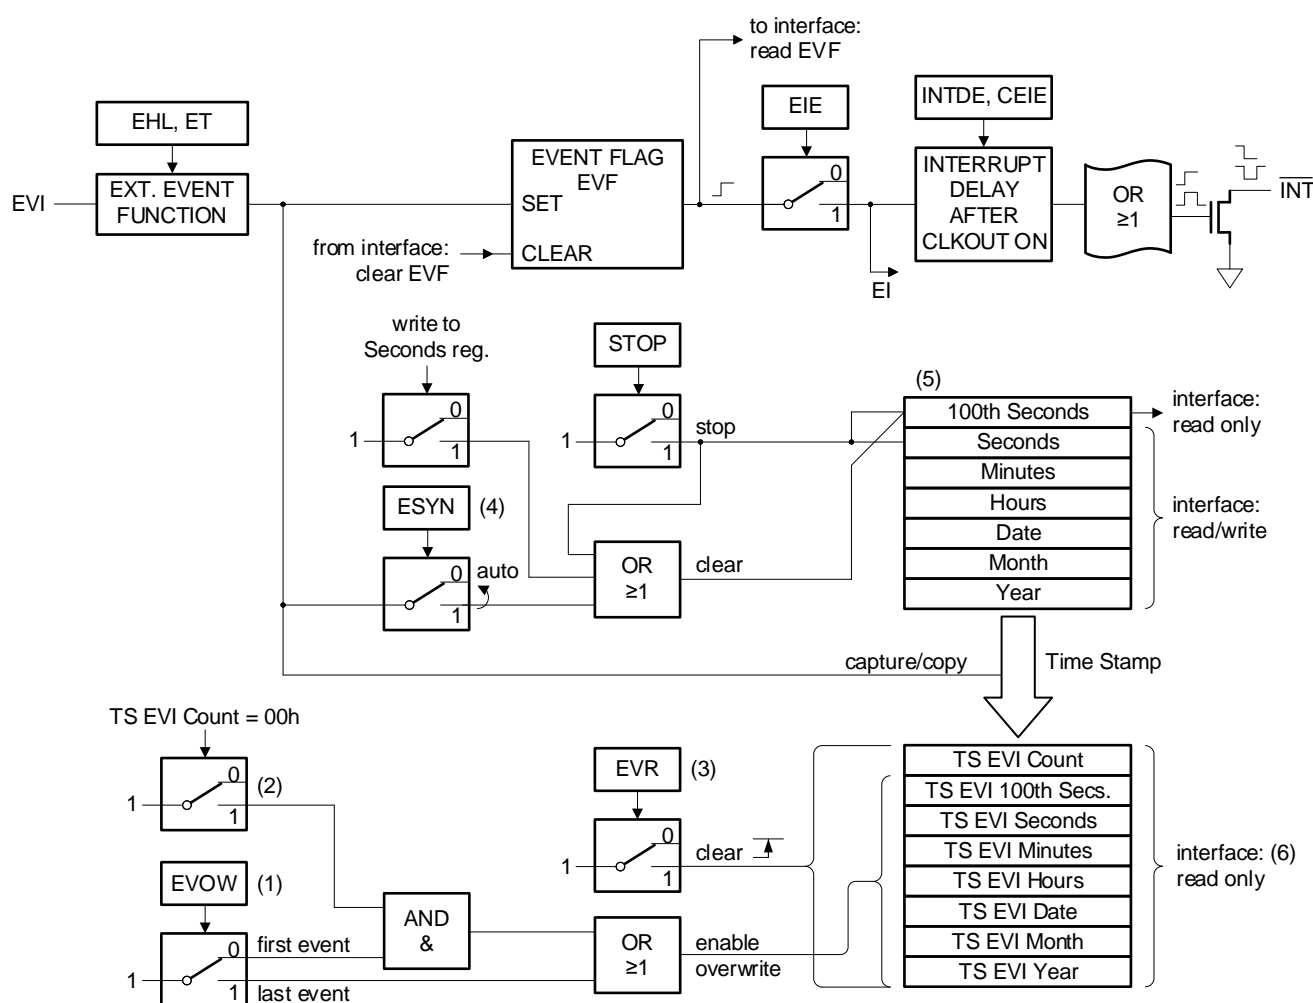 to interface:
read EVF
EHL, ET
EIE
INTDE, CEIE
EVI
EXT. EVENT
FUNCTION
EVENT FLAG
EVF
SET
CLEAR
from interface:
clear EVF
0
1
EI
INTERRUPT
DELAY
AFTER
CLKOUT ON
OR
≥1
INT
write to
Seconds reg.
0
1
1
STOP
0
1
1
stop
ESYN
(4)
0
1
auto
OR
≥1
clear
(5)
100th Seconds
Seconds
Minutes
Hours
Date
Month
Year
interface:
read only
interface:
read/write
capture/copy
Time Stamp
TS EVI Count = 00h
0
1
1
(2)
EVOW
(1)
0
1
1
first event
last event
AND
&
EVR
(3)
0
1
1
clear
OR
≥1
enable
overwrite
TS EVI Count
TS EVI 100th Secs.
TS EVI Seconds
TS EVI Minutes
TS EVI Hours
TS EVI Date
TS EVI Month
TS EVI Year
interface: (6)
read only